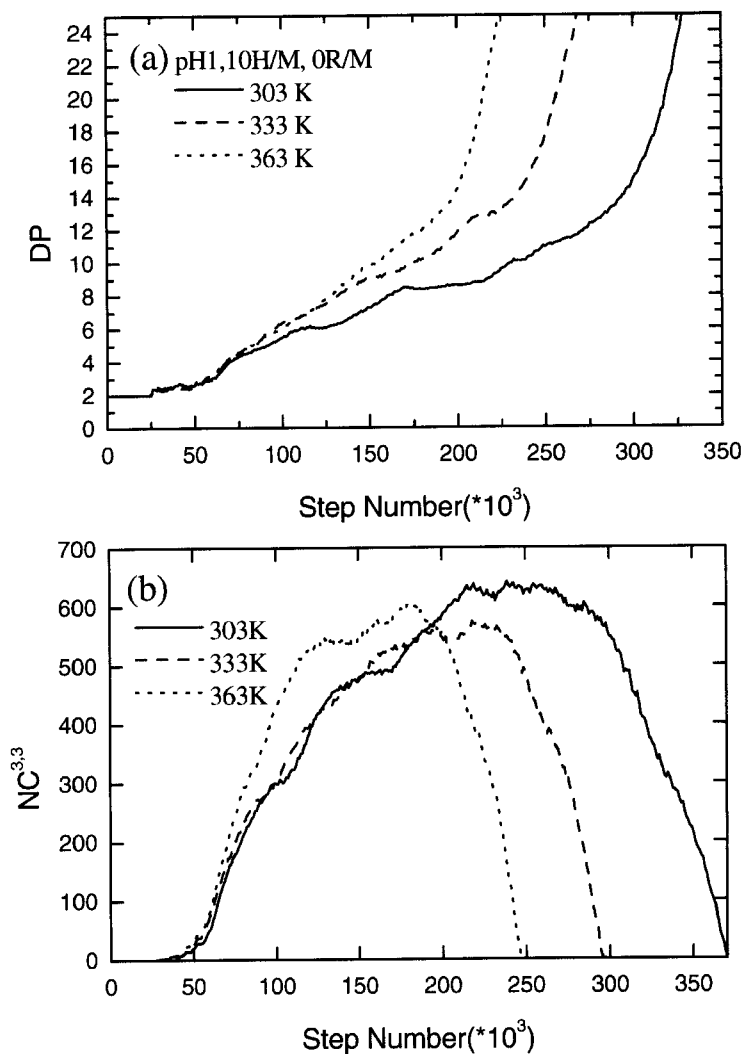 (a) pH1,10H/M, 0R/M
303 K
333 K
363 K
DP
24
22
20
18
16
14
12
10
8
6
4
2
0
0 50 100 150 200 250 300 350
Step Number(*10³)
(b)
303K
333K
363K
NC³,³
700
600
500
400
300
200
100
0
0 50 100 150 200 250 300 350
Step Number(*10³)